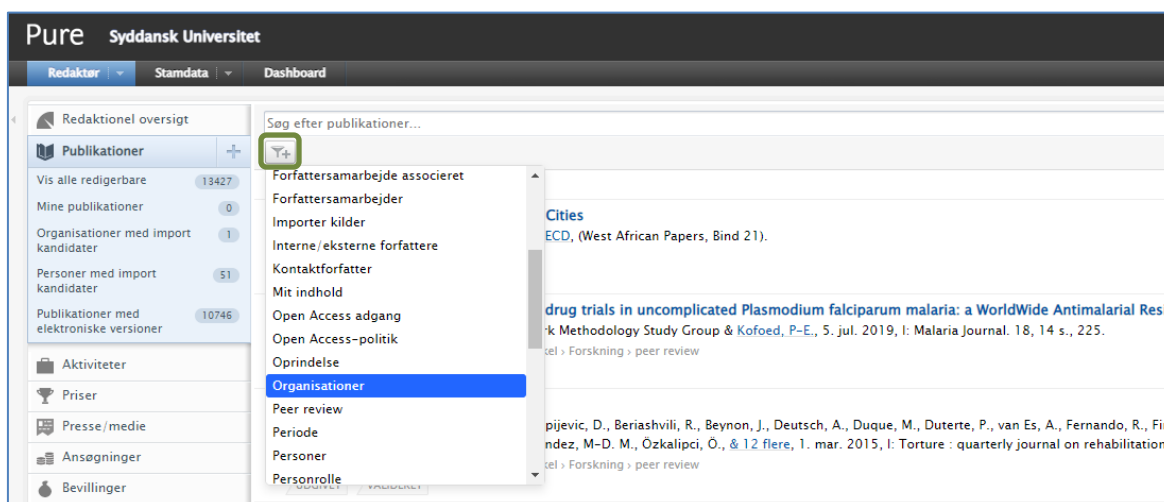 Pure Syddansk Universitet
Redaktør Stamdata Dashboard
Redaktionel oversigt
Publikationer
Vis alle redigerbare 13427
Mine publikationer 0
Organisationer med import
kandidater 1
Personer med import
kandidater 51
Publikationer med
elektroniske versioner 10746
Aktiviteter
Priser
Presse/medie
Ansøgninger
Bevillinger
Søg efter publikationer...
Forfattersamarbejde associeret
Forfattersamarbejder
Importer kilder
Interne/eksterne forfattere
Kontaktforfatter
Mit indhold
Open Access adgang
Open Access-politik
Oprindelse
Organisationer
Peer review
Periode
Personer
Personrolle
UDGIVET VALIDERET
Cities
ECD, (West African Papers, Bind 21).
drug trials in uncomplicated Plasmodium falciparum malaria: a WorldWide Antimalarial Resi
k Methodology Study Group & Kofoed, P-E., 5. jul. 2019, I: Malaria Journal. 18, 14 s., 225.
kel › Forskning › peer review
pijevic, D., Beriashvili, R., Beynon, J., Deutsch, A., Duque, M., Duterte, P., van Es, A., Fernando, R., Fi
ndez, M-D. M., Özkalipci, Ö., & 12 flere, 1. mar. 2015, I: Torture : quarterly journal on rehabilitation
kel › Forskning › peer review